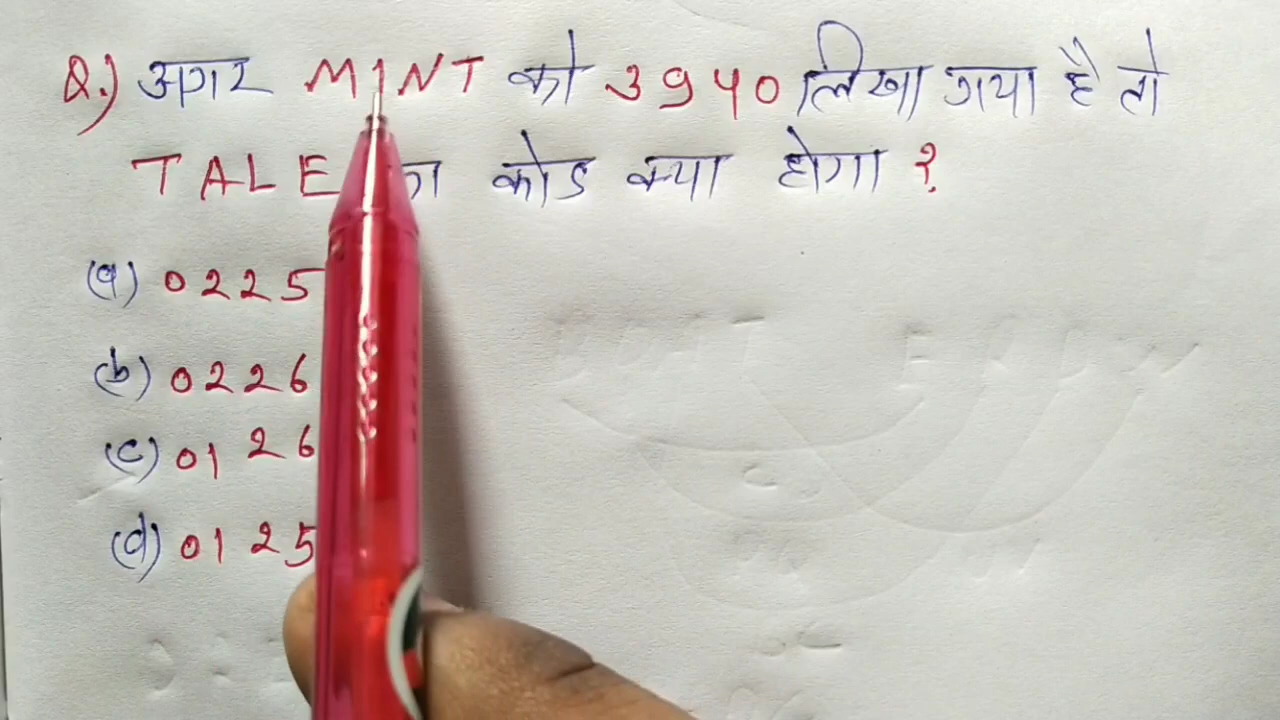 Q.) अगर MINT को 3940 लिखा गया है तो
TALE का कोड क्या होगा ?
(a) 0225
(b) 0226
(c) 0126
(d) 0125